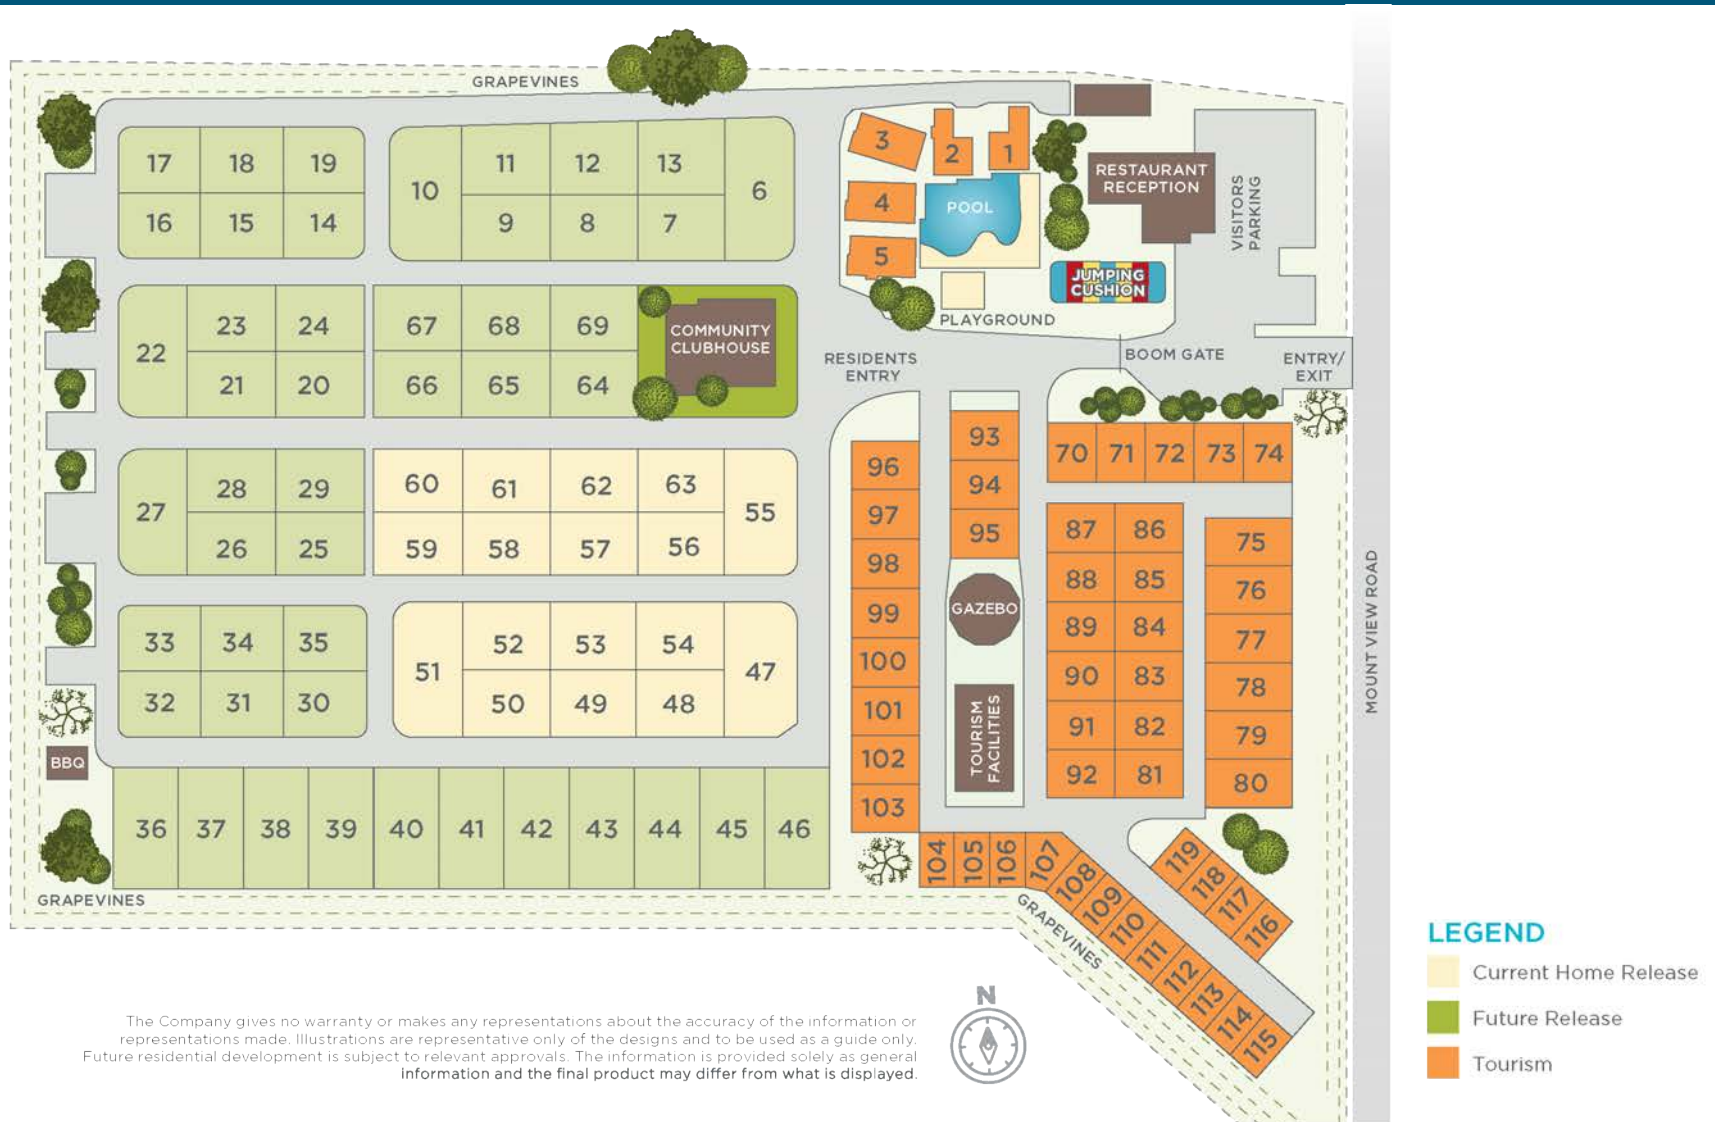 GRAPEVINES
17 18 19
16 15 14
10
11 12 13
9 8 7
6
3
2
1
4
5
POOL
RESTAURANT
RECEPTION
VISITORS
PARKING
JUMPING
CUSHION
PLAYGROUND
22
23 24
21 20
67 68 69
66 65 64
COMMUNITY
CLUBHOUSE
RESIDENTS
ENTRY
BOOM GATE
ENTRY/
EXIT
27
28 29
26 25
60 61 62 63
59 58 57 56
55
33 34 35
32 31 30
51
52 53 54
50 49 48
47
BBQ
36 37 38 39 40 41 42 43 44 45 46
GRAPEVINES
96
97
98
99
100
101
102
103
93
94
95
GAZEBO
TOURISM
FACILITIES
70 71 72 73 74
87 86
88 85
89 84
90 83
91 82
92 81
75
76
77
78
79
80
MOUNT VIEW ROAD
104 105 106 107 108 109 110 111 112 113 114 115
119 118 117 116
GRAPEVINES
LEGEND
Current Home Release
Future Release
Tourism
N
The Company gives no warranty or makes any representations about the accuracy of the information or
representations made. Illustrations are representative only of the designs and to be used as a guide only.
Future residential development is subject to relevant approvals. The information is provided solely as general
information and the final product may differ from what is displayed.